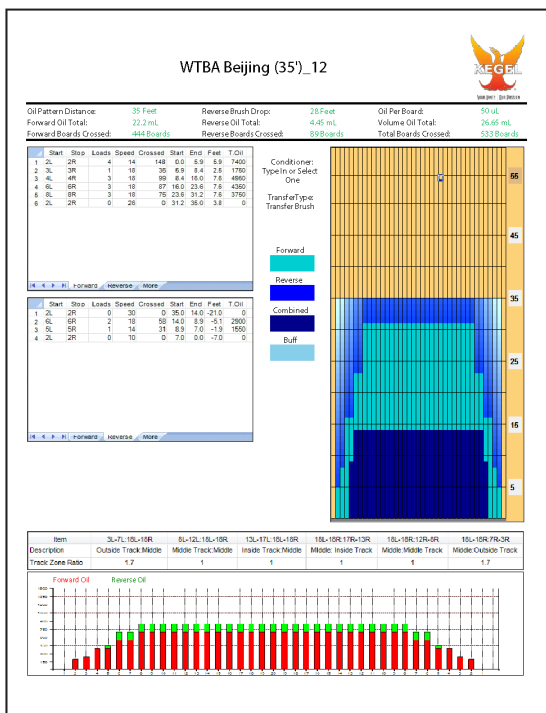 WTBA Beijing (35')_12
KEGEL
Oil Pattern Distance: 35 Feet Reverse Brush Drop: 28 Feet Oil Per Board: 50 uL
Forward Oil Total: 22.2 mL Reverse Oil Total: 4.45 mL Volume Oil Total: 26.65 mL
Forward Boards Crossed: 444 Boards Reverse Boards Crossed: 89 Boards Total Boards Crossed: 533 Boards
Start Stop Loads Speed Crossed Start End Feet T.Oil
1 2L 2R 4 14 148 0.0 5.9 5.9 7400
2 3L 3R 1 18 35 5.9 8.4 2.5 1750
3 4L 4R 3 18 99 8.4 16.0 7.6 4950
4 6L 6R 3 18 87 16.0 23.6 7.6 4350
5 8L 8R 3 18 75 23.6 31.2 7.6 3750
6 2L 2R 0 26 0 31.2 35.0 3.8 0
Forward Reverse More
Start Stop Loads Speed Crossed Start End Feet T.Oil
1 2L 2R 0 30 0 35.0 14.0 -21.0 0
2 6L 6R 2 18 58 14.0 8.9 -5.1 2900
3 5L 5R 1 14 31 8.9 7.0 -1.9 1550
4 2L 2R 0 10 0 7.0 0.0 -7.0 0
Forward Reverse More
Conditioner:
Type In or Select
One
TransferType:
Transfer Brush
Forward
Reverse
Combined
Buff
55
45
35
25
15
5
Item 3L-7L:18L-18R 8L-12L:18L-18R 13L-17L:18L-18R 18L-18R:17R-13R 18L-18R:12R-8R 18L-18R:7R-3R
Description Outside Track:Middle Middle Track:Middle Inside Track:Middle Middle: Inside Track Middle:Middle Track Middle:Outside Track
Track Zone Ratio 1.7 1 1 1 1 1.7
Forward Oil Reverse Oil